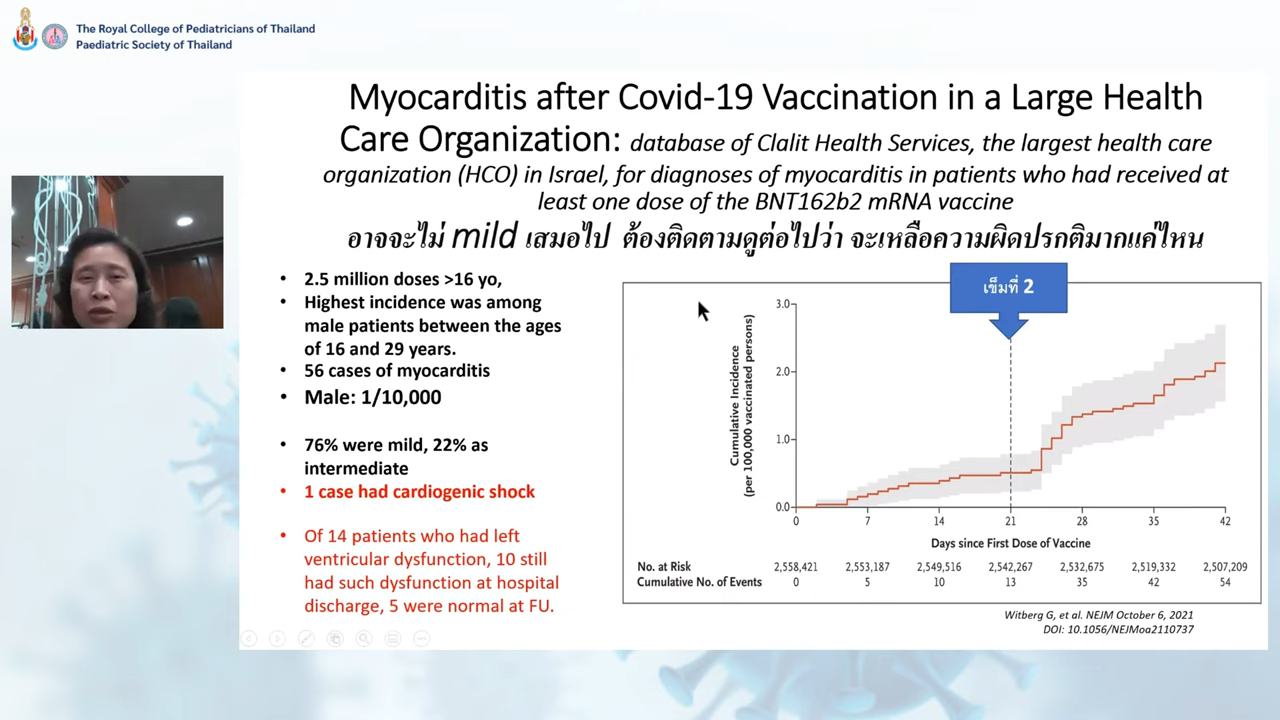 The Royal College of Pediatricians of Thailand
Paediatric Society of Thailand
Myocarditis after Covid-19 Vaccination in a Large Health
Care Organization: database of Clalit Health Services, the largest health care
organization (HCO) in Israel, for diagnoses of myocarditis in patients who had received at
least one dose of the BNT162b2 mRNA vaccine
อาจจะไม่ mild เสมอไป ต้องติดตามดูต่อไปว่า จะเหลือความผิดปรกติมากแค่ไหน
• 2.5 million doses >16 yo,
• Highest incidence was among
male patients between the ages
of 16 and 29 years.
• 56 cases of myocarditis
• Male: 1/10,000
• 76% were mild, 22% as
intermediate
• 1 case had cardiogenic shock
• Of 14 patients who had left
ventricular dysfunction, 10 still
had such dysfunction at hospital
discharge, 5 were normal at FU.
เข็มที่ 2
Cumulative Incidence
(per 100,000 vaccinated persons)
3.0
2.0
1.0
0.0
0 7 14 21 28 35 42
Days since First Dose of Vaccine
No. at Risk 2,558,421 2,553,187 2,549,516 2,542,267 2,532,675 2,519,332 2,507,209
Cumulative No. of Events 0 5 10 13 35 42 54
Witberg G, et al. NEJM October 6, 2021
DOI: 10.1056/NEJMoa2110737